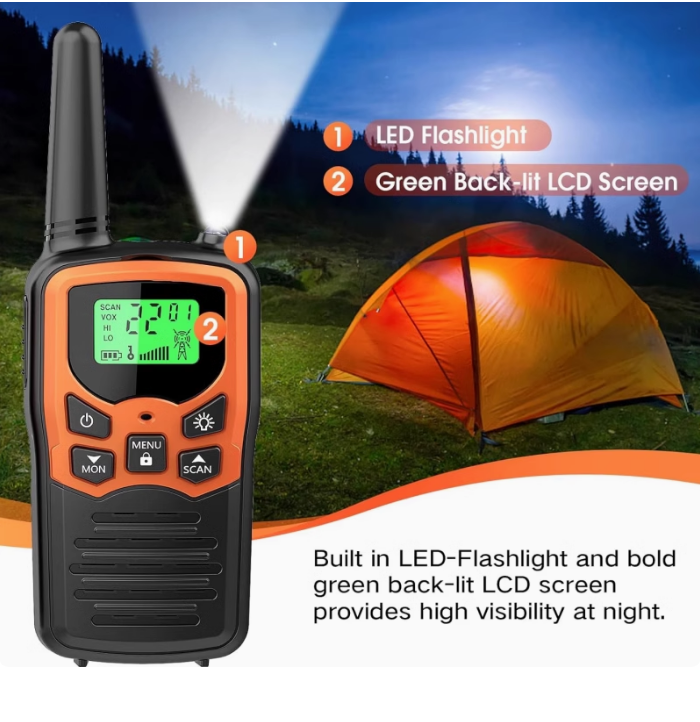 1 LED Flashlight
2 Green Back-lit LCD Screen
1
SCAN
VOX
HI
LO
22 01
2
MENU
MON
SCAN
Built in LED-Flashlight and bold
green back-lit LCD screen
provides high visibility at night.